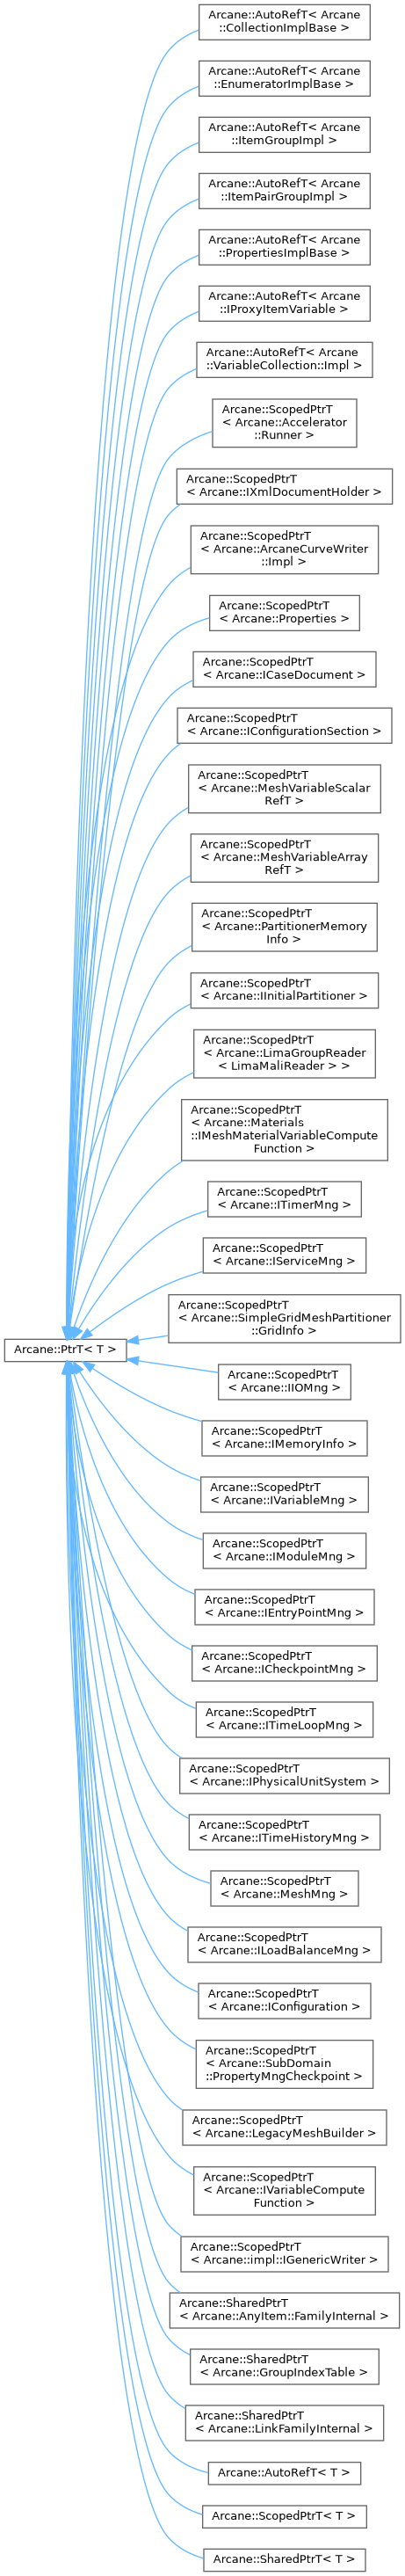 Arcane::AutoRefT< Arcane
::CollectionImplBase >
Arcane::AutoRefT< Arcane
::EnumeratorImplBase >
Arcane::AutoRefT< Arcane
::ItemGroupImpl >
Arcane::AutoRefT< Arcane
::ItemPairGroupImpl >
Arcane::AutoRefT< Arcane
::PropertiesImplBase >
Arcane::AutoRefT< Arcane
::IProxyItemVariable >
Arcane::AutoRefT< Arcane
::VariableCollection::Impl >
Arcane::ScopedPtrT
< Arcane::Accelerator
::Runner >
Arcane::ScopedPtrT
< Arcane::IXmlDocumentHolder >
Arcane::ScopedPtrT
< Arcane::ArcaneCurveWriter
::Impl >
Arcane::ScopedPtrT
< Arcane::Properties >
Arcane::ScopedPtrT
< Arcane::ICaseDocument >
Arcane::ScopedPtrT
< Arcane::IConfigurationSection >
Arcane::ScopedPtrT
< Arcane::MeshVariableScalar
RefT >
Arcane::ScopedPtrT
< Arcane::MeshVariableArray
RefT >
Arcane::ScopedPtrT
< Arcane::PartitionerMemory
Info >
Arcane::ScopedPtrT
< Arcane::IInitialPartitioner >
Arcane::ScopedPtrT
< Arcane::LimaGroupReader
< LimaMaliReader > >
Arcane::ScopedPtrT
< Arcane::Materials
::IMeshMaterialVariableCompute
Function >
Arcane::ScopedPtrT
< Arcane::ITimerMng >
Arcane::ScopedPtrT
< Arcane::IServiceMng >
Arcane::ScopedPtrT
< Arcane::SimpleGridMeshPartitioner
::GridInfo >
Arcane::PtrT< T >
Arcane::ScopedPtrT
< Arcane::IIOMng >
Arcane::ScopedPtrT
< Arcane::IMemoryInfo >
Arcane::ScopedPtrT
< Arcane::IVariableMng >
Arcane::ScopedPtrT
< Arcane::IModuleMng >
Arcane::ScopedPtrT
< Arcane::IEntryPointMng >
Arcane::ScopedPtrT
< Arcane::ICheckpointMng >
Arcane::ScopedPtrT
< Arcane::ITimeLoopMng >
Arcane::ScopedPtrT
< Arcane::IPhysicalUnitSystem >
Arcane::ScopedPtrT
< Arcane::ITimeHistoryMng >
Arcane::ScopedPtrT
< Arcane::MeshMng >
Arcane::ScopedPtrT
< Arcane::ILoadBalanceMng >
Arcane::ScopedPtrT
< Arcane::IConfiguration >
Arcane::ScopedPtrT
< Arcane::SubDomain
::PropertyMngCheckpoint >
Arcane::ScopedPtrT
< Arcane::LegacyMeshBuilder >
Arcane::ScopedPtrT
< Arcane::IVariableCompute
Function >
Arcane::ScopedPtrT
< Arcane::impl::IGenericWriter >
Arcane::SharedPtrT
< Arcane::AnyItem::FamilyInternal >
Arcane::SharedPtrT
< Arcane::GroupIndexTable >
Arcane::SharedPtrT
< Arcane::LinkFamilyInternal >
Arcane::AutoRefT< T >
Arcane::ScopedPtrT< T >
Arcane::SharedPtrT< T >